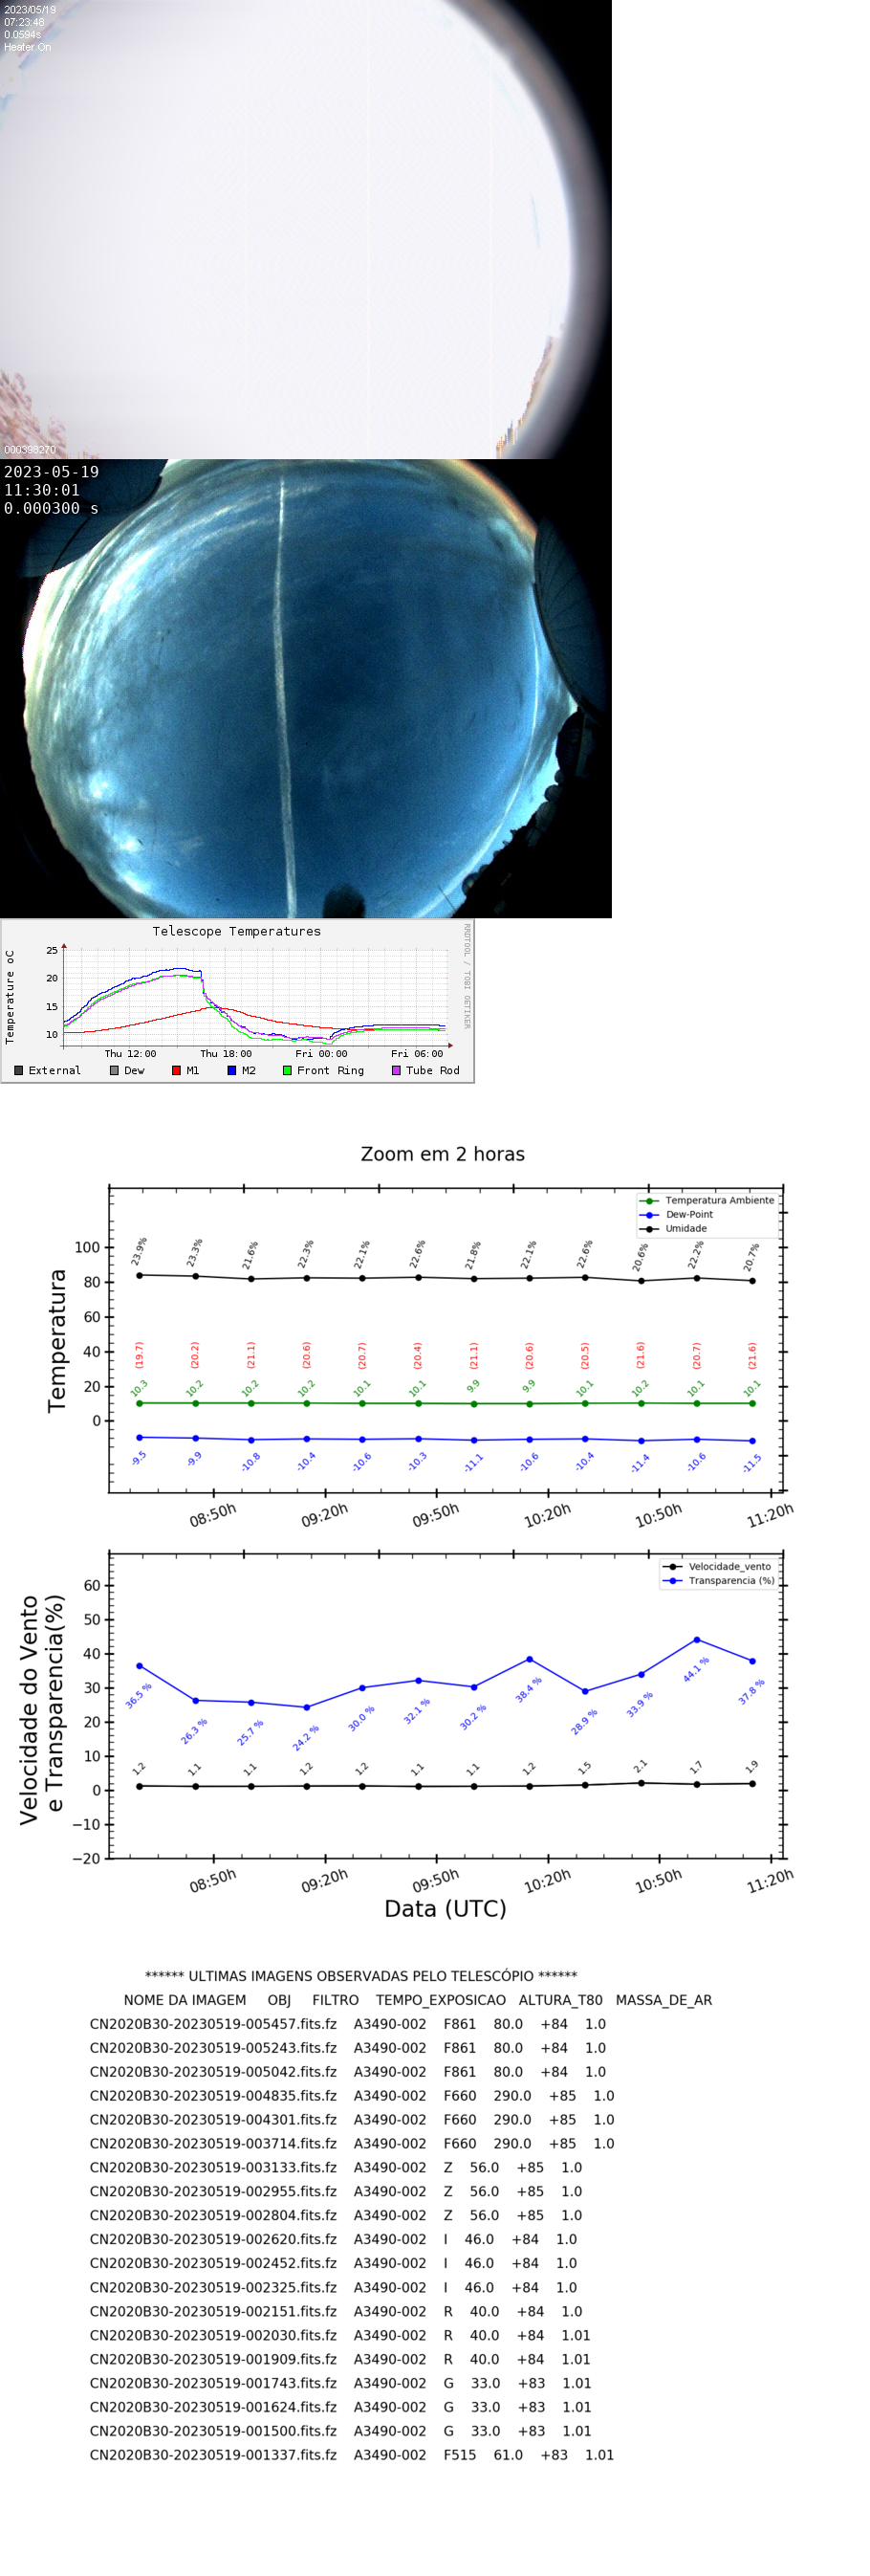 2023/05/19
07:23:48
0.0594s
Heater On
000398270
2023-05-19
11:30:01
0.000300 s
Telescope Temperatures
RRDTOOL / TOBI OETIKER
Temperature oC
25
20
15
10
Thu 12:00 Thu 18:00 Fri 00:00 Fri 06:00
External Dew M1 M2 Front Ring Tube Rod
Zoom em 2 horas
Temperatura Ambiente
Dew-Point
Umidade
Temperatura
100
80
60
40
20
0
23.9% 23.3% 21.6% 22.3% 22.1% 22.6% 21.8% 22.1% 22.6% 20.6% 22.2% 20.7%
(19.7) (20.2) (21.1) (20.6) (20.7) (20.4) (21.1) (20.6) (20.5) (21.6) (20.7) (21.6)
10.3 10.2 10.2 10.2 10.1 10.1 9.9 9.9 10.1 10.2 10.1 10.1
-9.5 -9.9 -10.8 -10.4 -10.6 -10.3 -11.1 -10.6 -10.4 -11.4 -10.6 -11.5
08:50h 09:20h 09:50h 10:20h 10:50h 11:20h
Velocidade_vento
Transparencia (%)
Velocidade do Vento
e Transparencia(%)
60
50
40
30
20
10
0
−10
−20
36.5 % 26.3 % 25.7 % 24.2 % 30.0 % 32.1 % 30.2 % 38.4 % 28.9 % 33.9 % 44.1 % 37.8 %
1.2 1.1 1.1 1.2 1.2 1.1 1.1 1.2 1.5 2.1 1.7 1.9
08:50h 09:20h 09:50h 10:20h 10:50h 11:20h
Data (UTC)
****** ULTIMAS IMAGENS OBSERVADAS PELO TELESCÓPIO ******
NOME DA IMAGEM OBJ FILTRO TEMPO_EXPOSICAO ALTURA_T80 MASSA_DE_AR
CN2020B30-20230519-005457.fits.fz A3490-002 F861 80.0 +84 1.0
CN2020B30-20230519-005243.fits.fz A3490-002 F861 80.0 +84 1.0
CN2020B30-20230519-005042.fits.fz A3490-002 F861 80.0 +84 1.0
CN2020B30-20230519-004835.fits.fz A3490-002 F660 290.0 +85 1.0
CN2020B30-20230519-004301.fits.fz A3490-002 F660 290.0 +85 1.0
CN2020B30-20230519-003714.fits.fz A3490-002 F660 290.0 +85 1.0
CN2020B30-20230519-003133.fits.fz A3490-002 Z 56.0 +85 1.0
CN2020B30-20230519-002955.fits.fz A3490-002 Z 56.0 +85 1.0
CN2020B30-20230519-002804.fits.fz A3490-002 Z 56.0 +85 1.0
CN2020B30-20230519-002620.fits.fz A3490-002 I 46.0 +84 1.0
CN2020B30-20230519-002452.fits.fz A3490-002 I 46.0 +84 1.0
CN2020B30-20230519-002325.fits.fz A3490-002 I 46.0 +84 1.0
CN2020B30-20230519-002151.fits.fz A3490-002 R 40.0 +84 1.0
CN2020B30-20230519-002030.fits.fz A3490-002 R 40.0 +84 1.01
CN2020B30-20230519-001909.fits.fz A3490-002 R 40.0 +84 1.01
CN2020B30-20230519-001743.fits.fz A3490-002 G 33.0 +83 1.01
CN2020B30-20230519-001624.fits.fz A3490-002 G 33.0 +83 1.01
CN2020B30-20230519-001500.fits.fz A3490-002 G 33.0 +83 1.01
CN2020B30-20230519-001337.fits.fz A3490-002 F515 61.0 +83 1.01